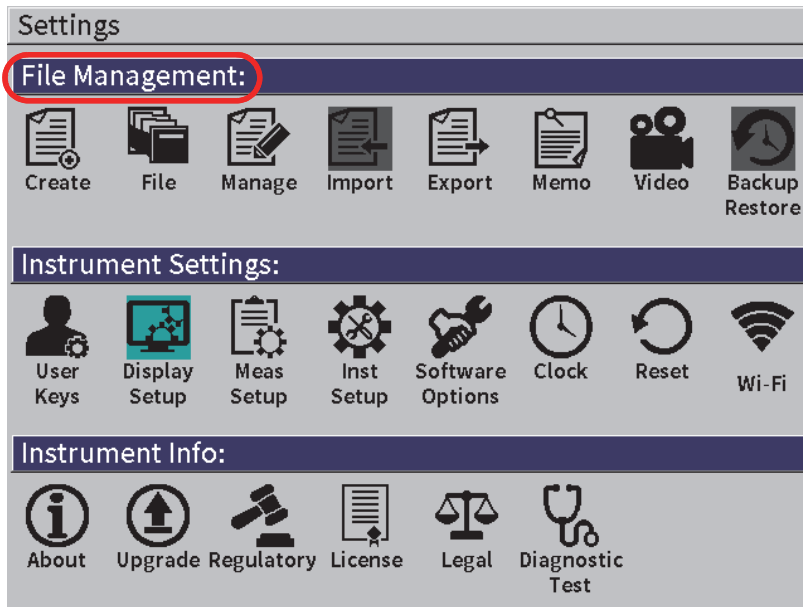 Settings
File Management:
Create File Manage Import Export Memo Video Backup
Restore
Instrument Settings:
User Display Meas Inst Software Clock Reset Wi-Fi
Keys Setup Setup Setup Options
Instrument Info:
About Upgrade Regulatory License Legal Diagnostic
Test